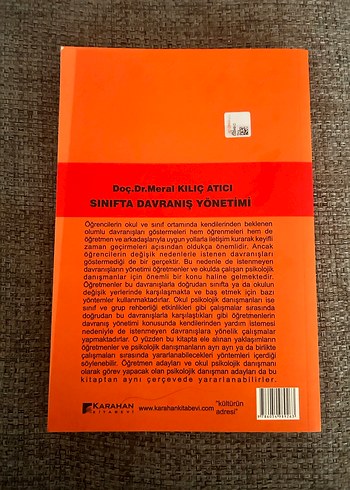 Doç.Dr.Meral KILIÇ ATICI
SINIFTA DAVRANIŞ YÖNETİMİ
Öğrencilerin okul ve sınıf ortamında kendilerinden beklenen
olumlu davranışları göstermeleri hem öğrenmeleri hem de
öğretmen ve arkadaşlarıyla uygun yollarla iletişim kurarak keyifli
zaman geçirmeleri açısından oldukça önemlidir. Ancak
öğrencilerin değişik nedenlerle istenen davranışları
göstermediği de bir gerçektir. Bu nedenle de istenmeyen
davranışların yönetimi öğretmenler ve okulda çalışan psikolojik
danışmanlar için önemli bir konu haline gelmektedir.
Öğretmenler bu davranışlarla doğrudan sınıfta ya da okulun
değişik yerlerinde karşılaşmakta ve baş etmek için bazı
yöntemler kullanmaktadırlar. Okul psikolojik danışmanları ise
sınıf ve grup rehberliği etkinlikleri gibi çalışmalar sırasında
doğrudan bu davranışlarla karşılaştıkları gibi öğretmenlerin
davranış yönetimi konusunda kendilerinden yardım istemesi
nedeniyle de istenmeyen davranışlara yönelik çalışmalar
yapmaktadırlar. O yüzden bu kitapta ele alınan yaklaşımların
öğretmenler ve psikolojik danışmanların ayrı ayrı ya da birlikte
çalışmaları sırasında yararlanabilecekleri yöntemleri içerdiği
söylenebilir. Öğretmen adayları ve okul psikolojik danışmanı
olarak görev yapacak olan psikolojik danışman adayları da bu
kitaptan aynı çerçevede yararlanabilirler.
KARAHAN
KİTABEVİ
www.karahankitabevi.com
"kültürün
adresi"